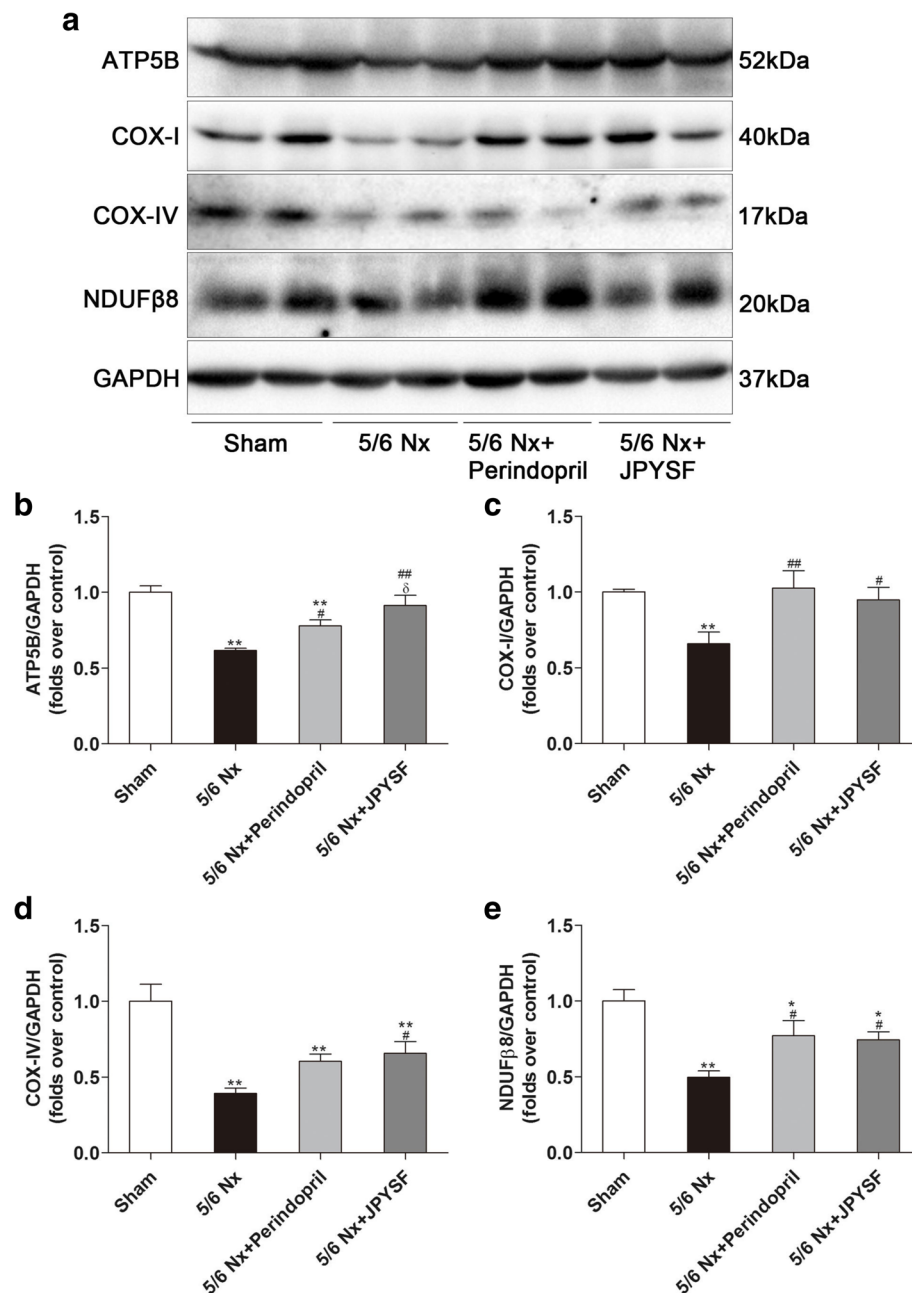 a
ATP5B 52kDa
COX-I 40kDa
COX-IV 17kDa
NDUFβ8 20kDa
GAPDH 37kDa
Sham 5/6 Nx 5/6 Nx+ 5/6 Nx+
Perindopril JPYSF
b
ATP5B/GAPDH
(folds over control)
1.5
1.0
0.5
0.0
**
**
#
##
δ
Sham
5/6 Nx
5/6 Nx+Perindopril
5/6 Nx+JPYSF
c
COX-I/GAPDH
(folds over control)
1.5
1.0
0.5
0.0
**
##
#
Sham
5/6 Nx
5/6 Nx+Perindopril
5/6 Nx+JPYSF
d
COX-IV/GAPDH
(folds over control)
1.5
1.0
0.5
0.0
**
**
**
#
Sham
5/6 Nx
5/6 Nx+Perindopril
5/6 Nx+JPYSF
e
NDUFβ8/GAPDH
(folds over control)
1.5
1.0
0.5
0.0
**
*
#
*
#
Sham
5/6 Nx
5/6 Nx+Perindopril
5/6 Nx+JPYSF